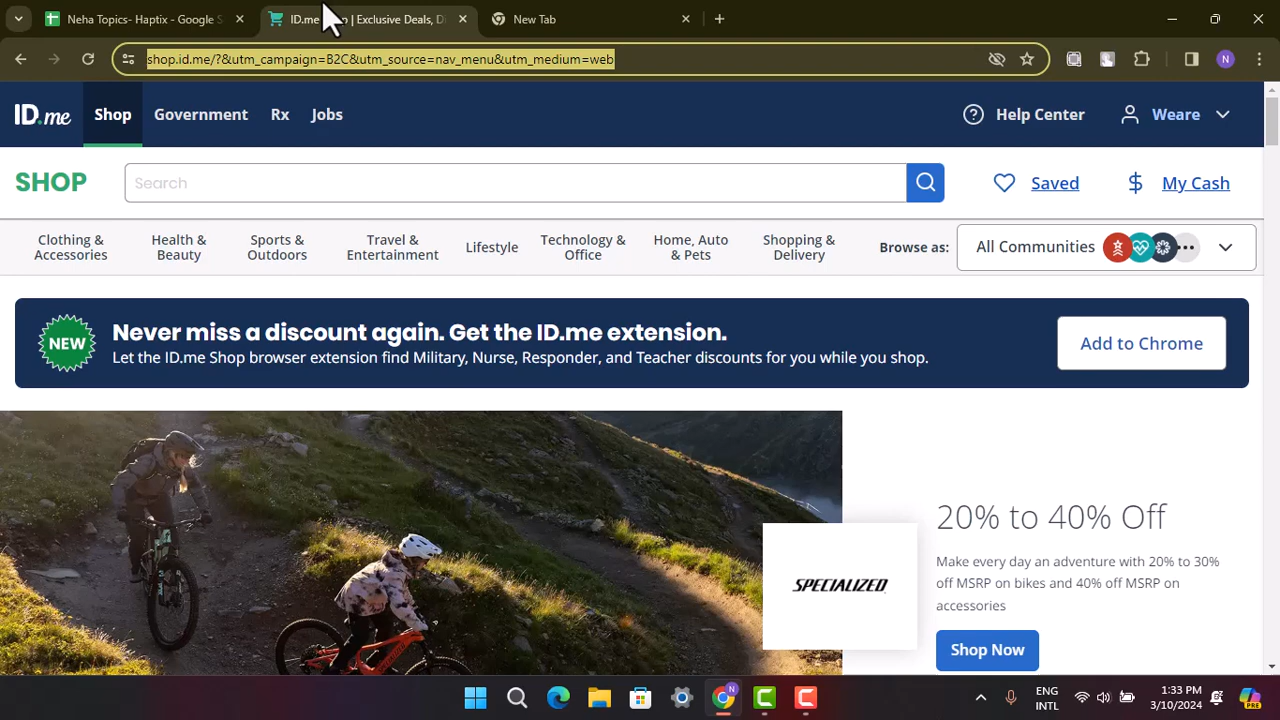 Neha Topics- Haptix - Google S
ID.me
p | Exclusive Deals, Di
New Tab
shop.id.me/?&utm_campaign=B2C&utm_source=nav_menu&utm_medium=web
N
ID.me
Shop
Government
Rx
Jobs
Help Center
Weare
SHOP
Search
Saved
My Cash
Clothing &
Accessories
Health &
Beauty
Sports &
Outdoors
Travel &
Entertainment
Lifestyle
Technology &
Office
Home, Auto
& Pets
Shopping &
Delivery
Browse as:
All Communities
NEW
Never miss a discount again. Get the ID.me extension.
Let the ID.me Shop browser extension find Military, Nurse, Responder, and Teacher discounts for you while you shop.
Add to Chrome
SPECIALIZED
20% to 40% Off
Make every day an adventure with 20% to 30%
off MSRP on bikes and 40% off MSRP on
accessories
Shop Now
N
ENG
INTL
1:33 PM
3/10/2024
PRE